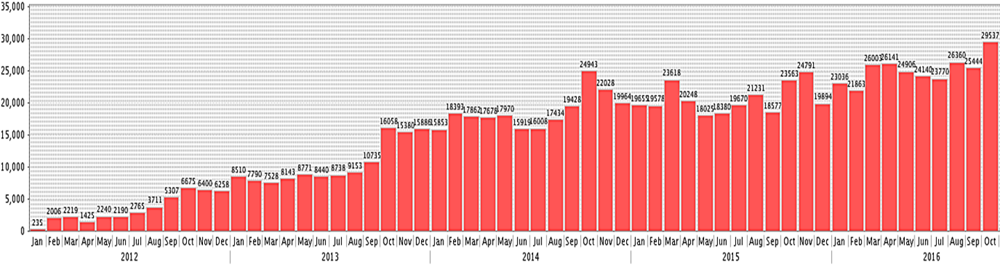 35,000
30,000
25,000
20,000
15,000
10,000
5,000
0
235 2006 2219 1425 2240 2190 2765 3711 5307 6675 6400 6258 8510 7790 7528 8143 8771 8440 8738 9153 10735 16058 15380 15886 15853 18393 17862 17678 17970 15919 16008 17434 19428 24943 22028 19964 19655 19578 23618 20248 18025 18380 19670 21231 18577 23563 24791 19894 23036 21863 26003 26141 24906 24140 23770 26360 25444 29537
Jan Feb Mar Apr May Jun Jul Aug Sep Oct Nov Dec Jan Feb Mar Apr May Jun Jul Aug Sep Oct Nov Dec Jan Feb Mar Apr May Jun Jul Aug Sep Oct Nov Dec Jan Feb Mar Apr May Jun Jul Aug Sep Oct Nov Dec Jan Feb Mar Apr May Jun Jul Aug Sep Oct
2012 2013 2014 2015 2016